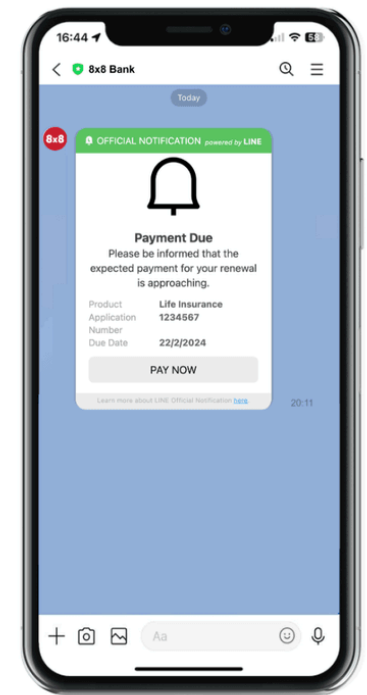 16:44
8x8 Bank
Today
8x8
OFFICIAL NOTIFICATION powered by LINE
Payment Due
Please be informed that the
expected payment for your renewal
is approaching.
Product Life Insurance
Application 1234567
Number
Due Date 22/2/2024
PAY NOW
Learn more about LINE Official Notification here.
20:11
Aa